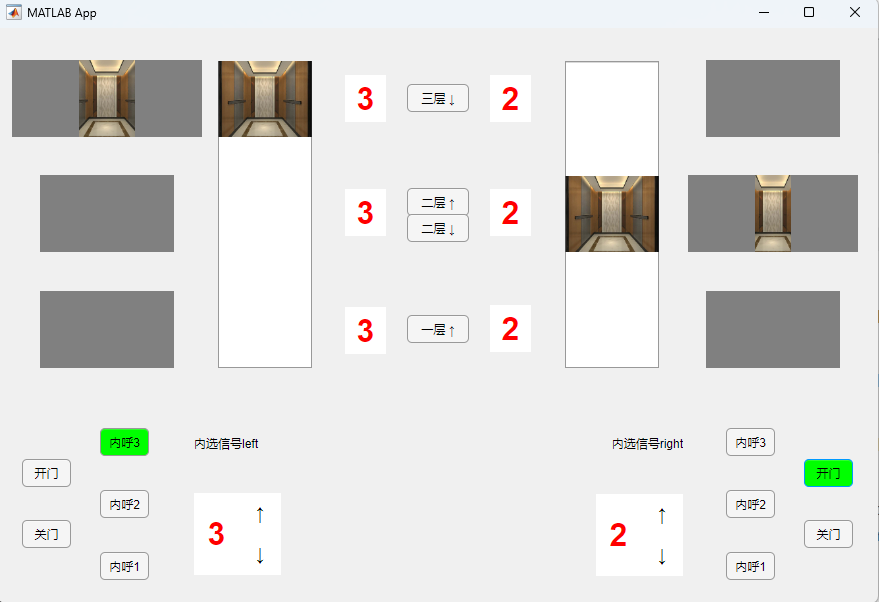 MATLAB App
3
三层↓
2
3
二层↑
2
二层↓
3
一层↑
2
内呼3
内选信号left
内选信号right
内呼3
开门
开门
内呼2
内呼2
3
↑
↓
2
↑
↓
关门
关门
内呼1
内呼1